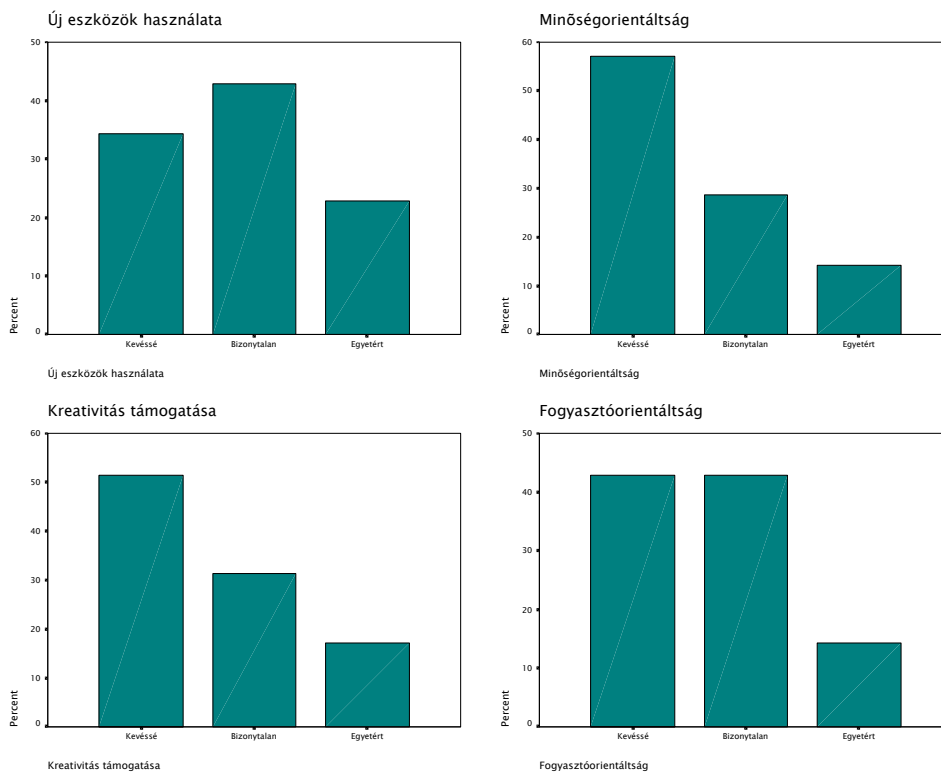 Új eszközök használata
50
40
30
20
10
0
Percent
Kevéssé Bizonytalan Egyetért
Új eszközök használata
Minõségorientáltság
60
50
40
30
20
10
0
Percent
Kevéssé Bizonytalan Egyetért
Minõségorientáltság
Kreativitás támogatása
60
50
40
30
20
10
0
Percent
Kevéssé Bizonytalan Egyetért
Kreativitás támogatása
Fogyasztóorientáltság
50
40
30
20
10
0
Percent
Kevéssé Bizonytalan Egyetért
Fogyasztóorientáltság